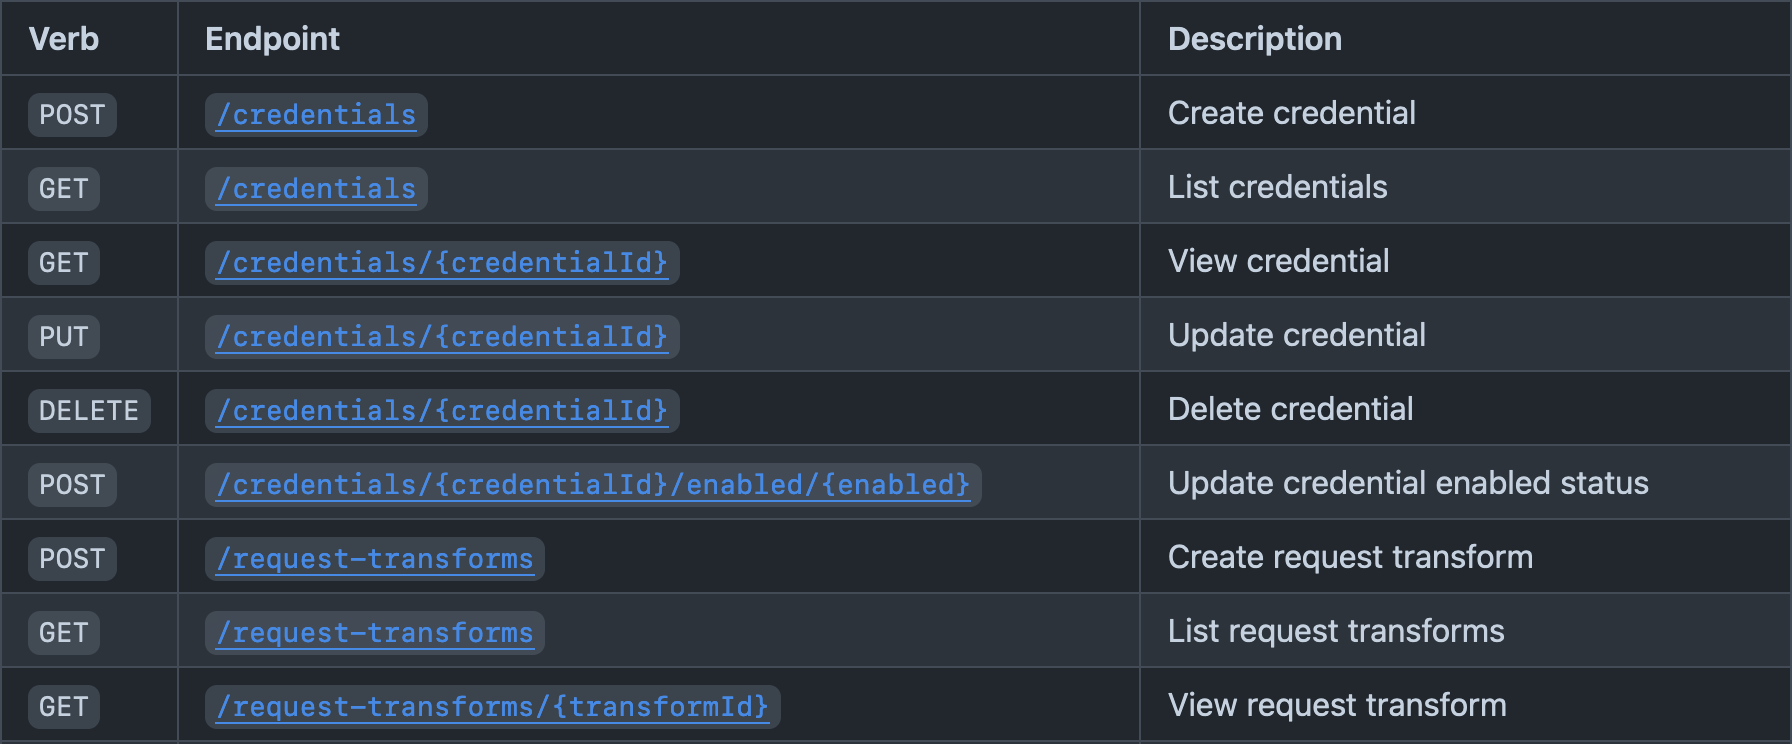 Verb Endpoint Description
POST /credentials Create credential
GET /credentials List credentials
GET /credentials/{credentialId} View credential
PUT /credentials/{credentialId} Update credential
DELETE /credentials/{credentialId} Delete credential
POST /credentials/{credentialId}/enabled/{enabled} Update credential enabled status
POST /request-transforms Create request transform
GET /request-transforms List request transforms
GET /request-transforms/{transformId} View request transform